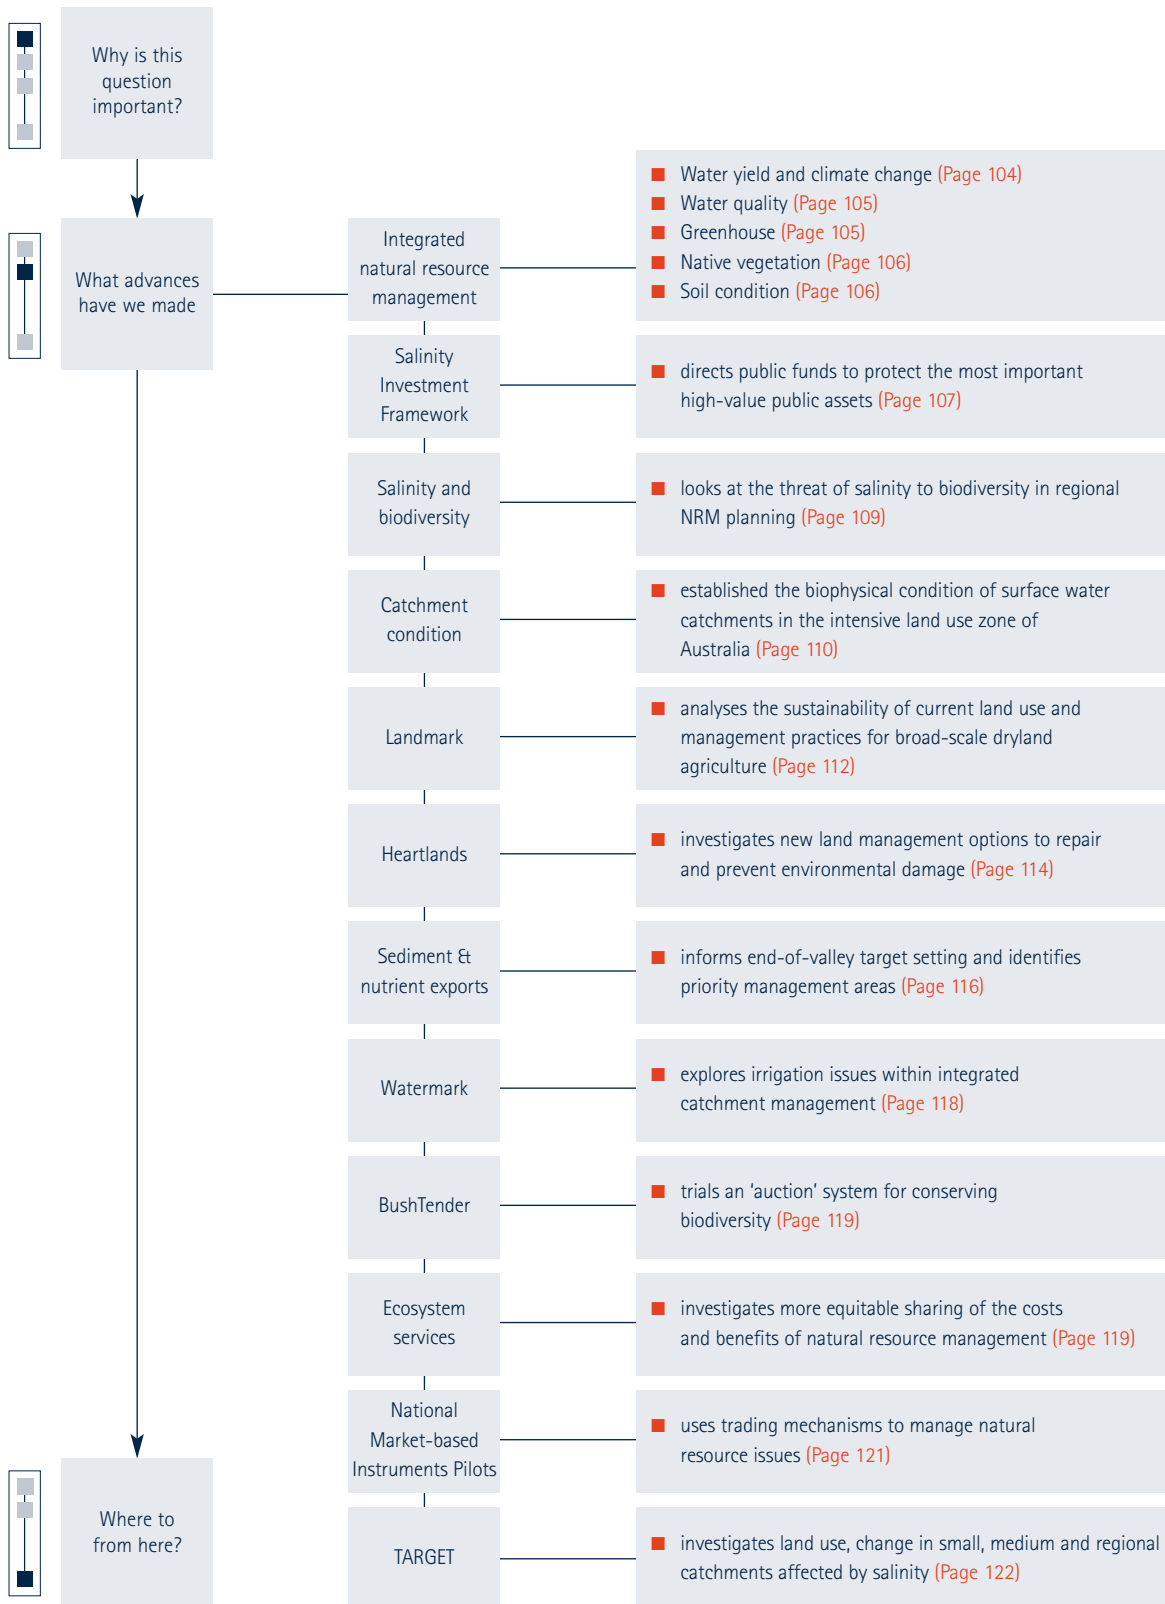 Why is this
question
important?
What advances
have we made
Integrated
natural resource
management
■ Water yield and climate change (Page 104)
■ Water quality (Page 105)
■ Greenhouse (Page 105)
■ Native vegetation (Page 106)
■ Soil condition (Page 106)
Salinity
Investment
Framework
■ directs public funds to protect the most important
high-value public assets (Page 107)
Salinity and
biodiversity
■ looks at the threat of salinity to biodiversity in regional
NRM planning (Page 109)
Catchment
condition
■ established the biophysical condition of surface water
catchments in the intensive land use zone of
Australia (Page 110)
Landmark
■ analyses the sustainability of current land use and
management practices for broad-scale dryland
agriculture (Page 112)
Heartlands
■ investigates new land management options to repair
and prevent environmental damage (Page 114)
Sediment &
nutrient exports
■ informs end-of-valley target setting and identifies
priority management areas (Page 116)
Watermark
■ explores irrigation issues within integrated
catchment management (Page 118)
BushTender
■ trials an ‘auction’ system for conserving
biodiversity (Page 119)
Ecosystem
services
■ investigates more equitable sharing of the costs
and benefits of natural resource management (Page 119)
National
Market-based
Instruments Pilots
■ uses trading mechanisms to manage natural
resource issues (Page 121)
Where to
from here?
TARGET
■ investigates land use, change in small, medium and regional
catchments affected by salinity (Page 122)